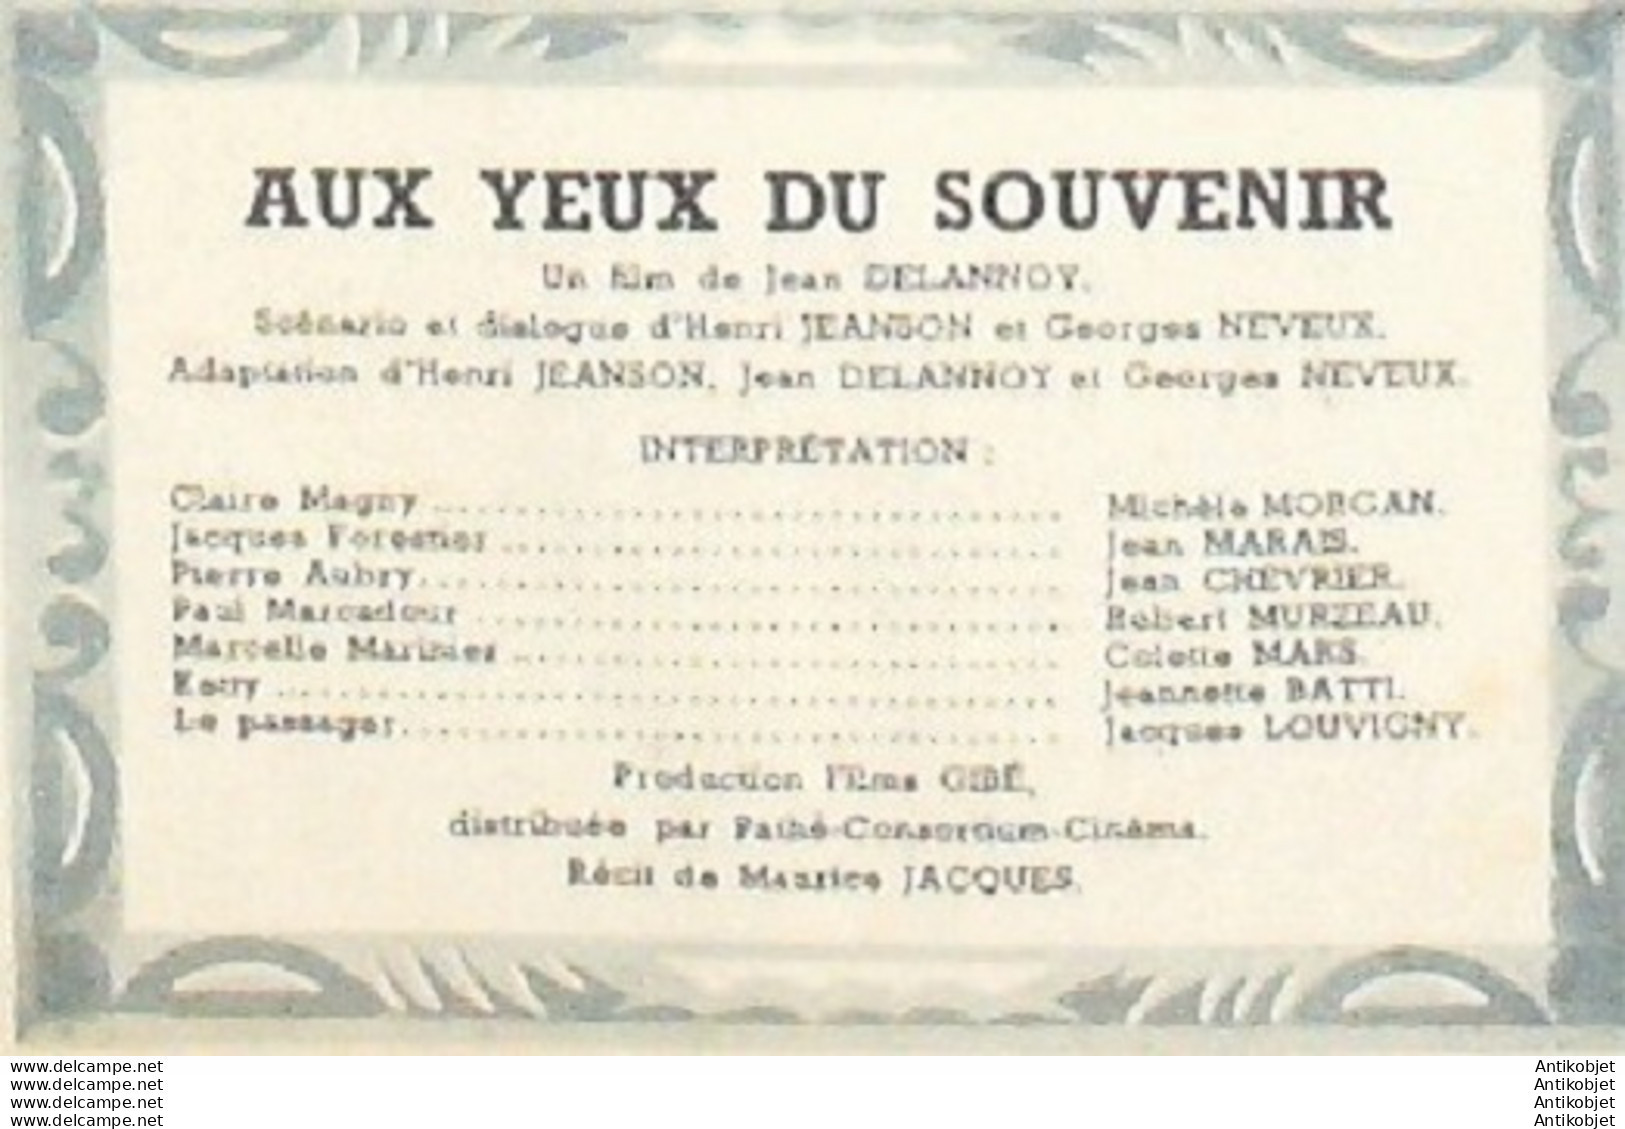 AUX YEUX DU SOUVENIR
Un film de Jean DELANNOY.
Scénario et dialogue d'Henri JEANSON et Georges NEVEUX.
Adaptation d'Henri JEANSON, Jean DELANNOY et Georges NEVEUX.
INTERPRÉTATION :
Claire Magny ................................ Michèle MORGAN.
Jacques Forestier ............................. Jean MARAIS.
Pierre Aubry................................. Jean CHEVRIER.
Paul Marcadour .............................. Robert MURZEAU.
Marcelle Marinier ............................ Colette MARS.
Ketty ........................................ Jeannette BATTI.
Le passager.................................. Jacques LOUVIGNY.
Production Films GIBÉ,
distribuée par Pathé-Consortium-Cinéma.
Récit de Maurice JACQUES.
www.delcampe.net Antikobjet
www.delcampe.net Antikobjet
www.delcampe.net Antikobjet
www.delcampe.net Antikobjet